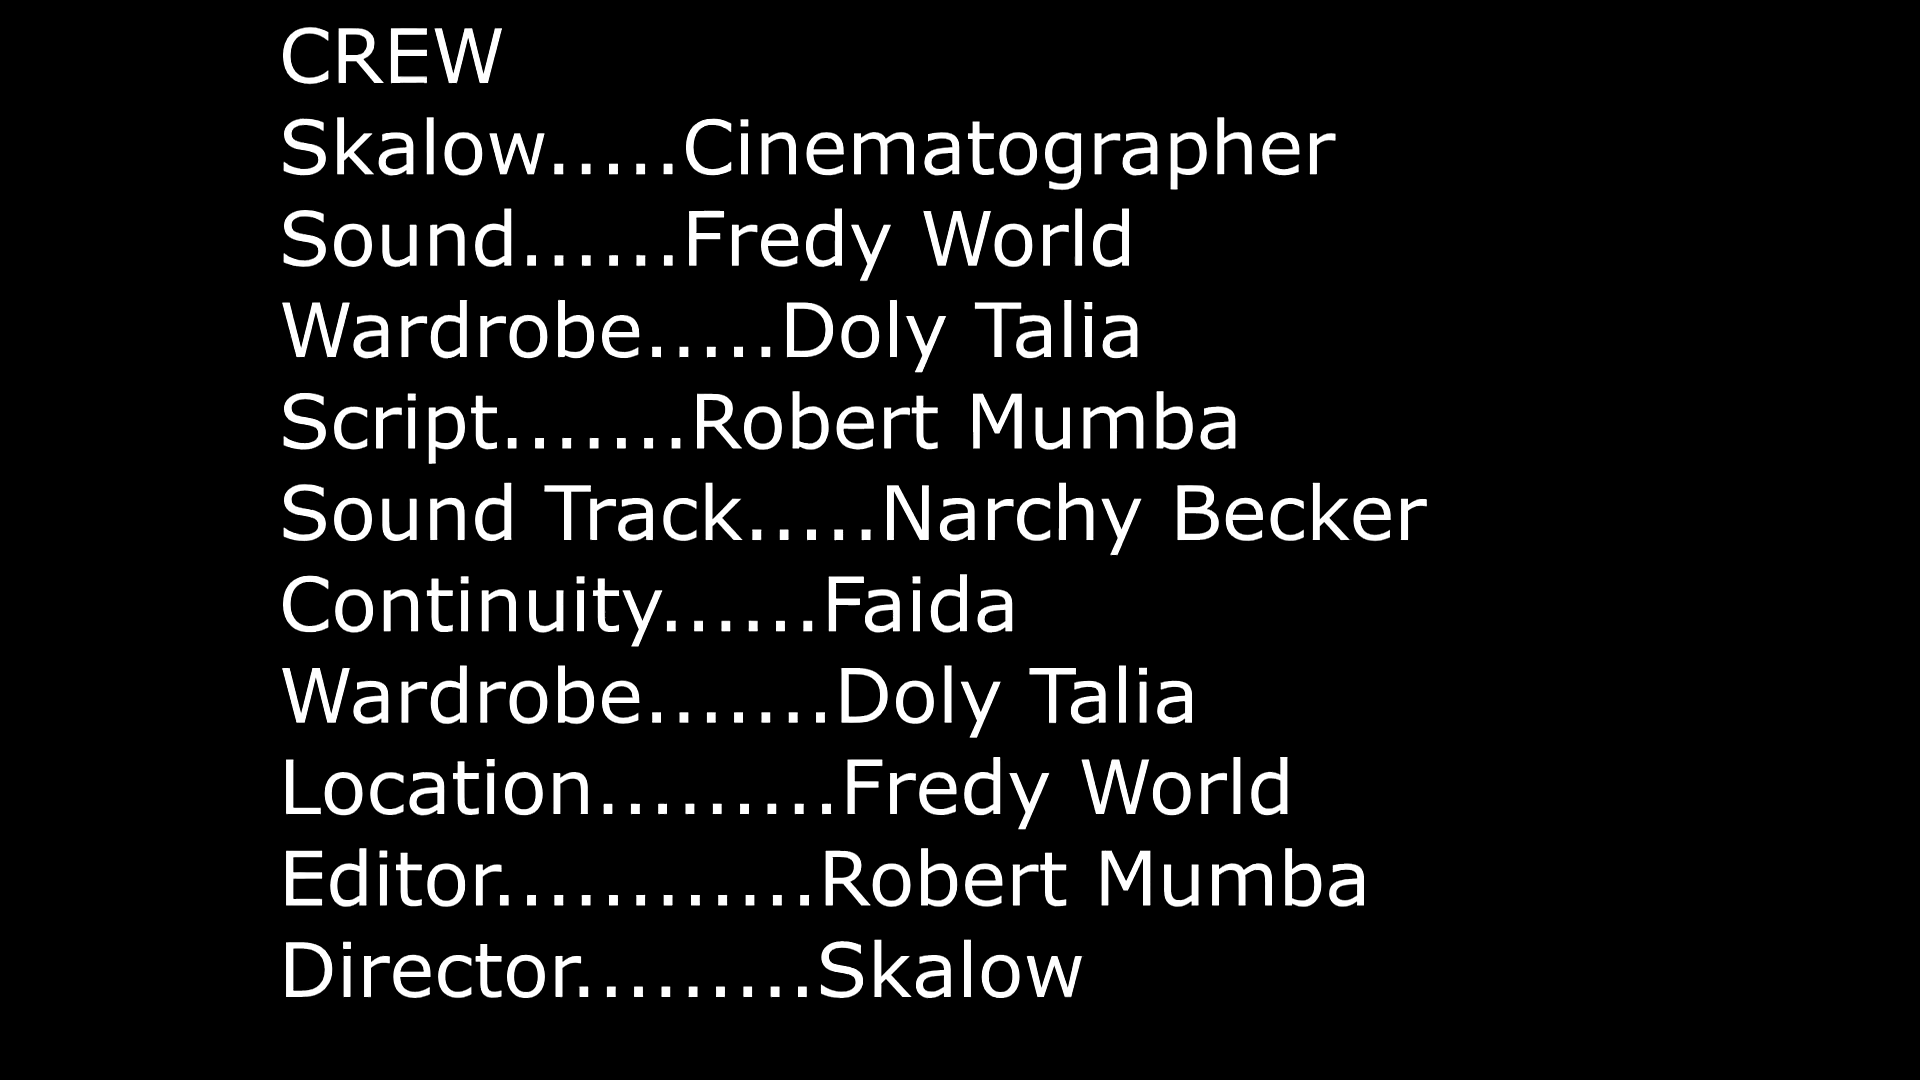 CREW
Skalow.....Cinematographer
Sound......Fredy World
Wardrobe.....Doly Talia
Script.......Robert Mumba
Sound Track.....Narchy Becker
Continuity......Faida
Wardrobe.......Doly Talia
Location.........Fredy World
Editor............Robert Mumba
Director.........Skalow